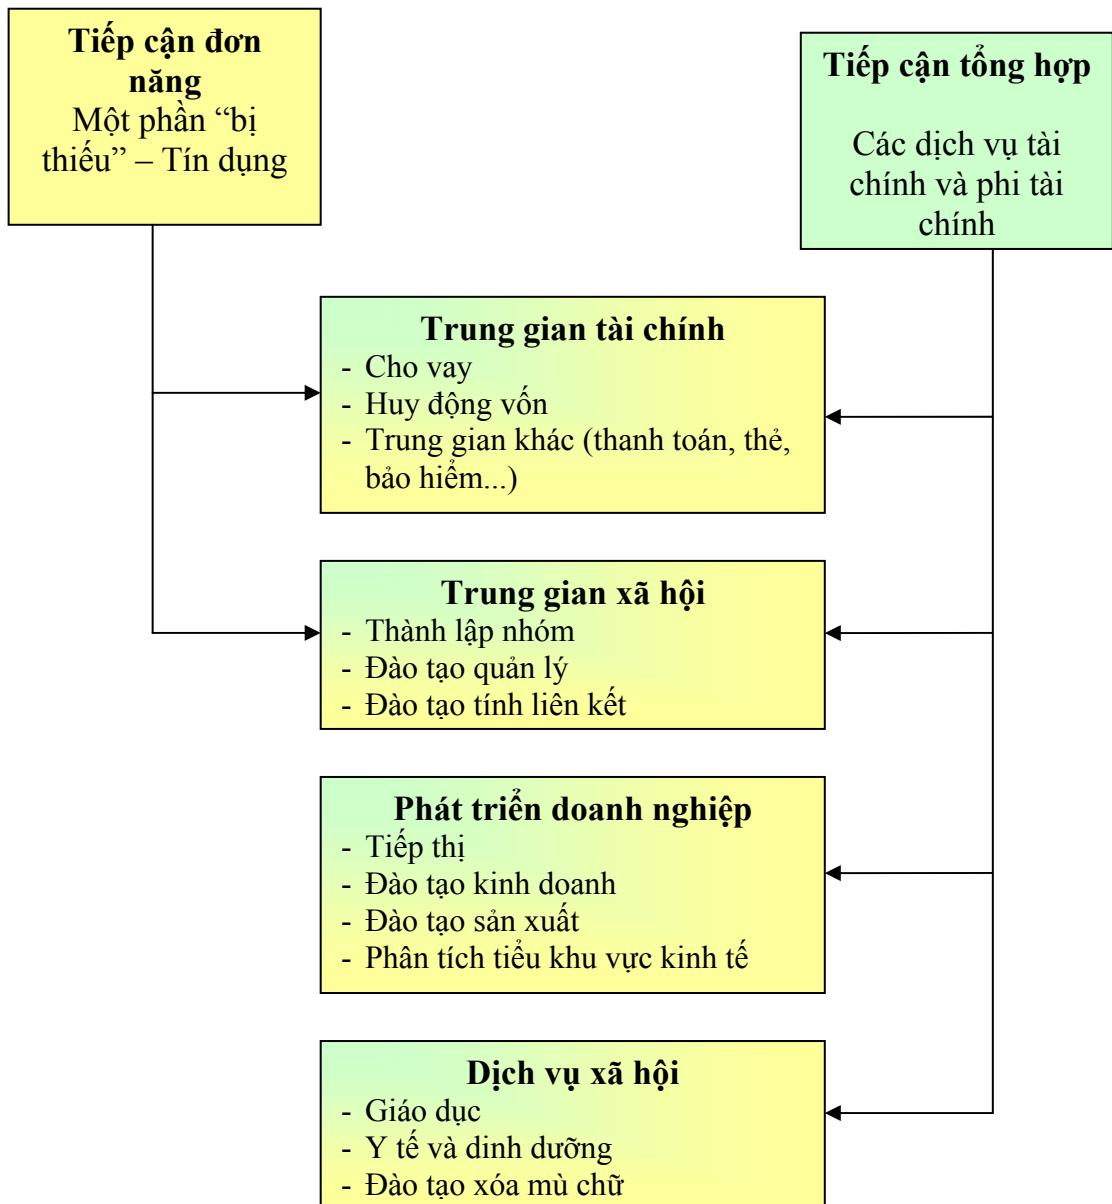 Tiếp cận đơn
năng
Một phần “bị
thiếu” – Tín dụng
Tiếp cận tổng hợp
Các dịch vụ tài
chính và phi tài
chính
Trung gian tài chính
- Cho vay
- Huy động vốn
- Trung gian khác (thanh toán, thẻ,
bảo hiểm...)
Trung gian xã hội
- Thành lập nhóm
- Đào tạo quản lý
- Đào tạo tính liên kết
Phát triển doanh nghiệp
- Tiếp thị
- Đào tạo kinh doanh
- Đào tạo sản xuất
- Phân tích tiểu khu vực kinh tế
Dịch vụ xã hội
- Giáo dục
- Y tế và dinh dưỡng
- Đào tạo xóa mù chữ